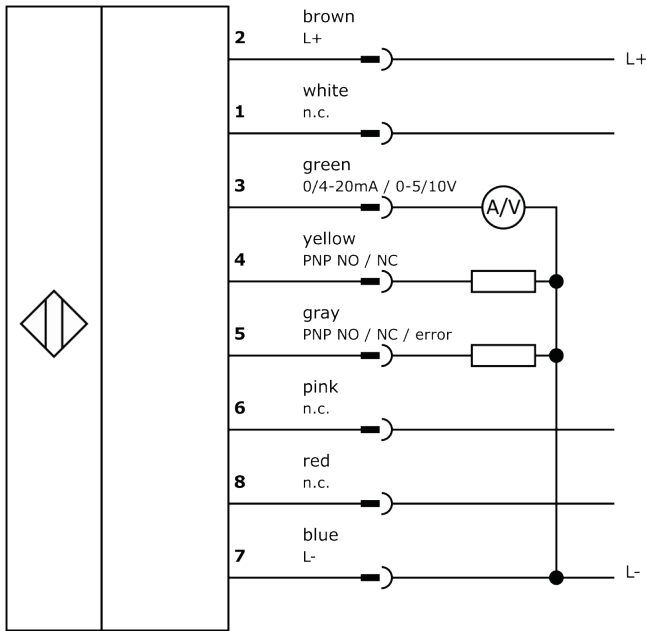 brown
2 L+
L+
white
1 n.c.
green
3 0/4-20mA / 0-5/10V
A/V
yellow
4 PNP NO / NC
gray
5 PNP NO / NC / error
pink
6 n.c.
red
8 n.c.
blue
7 L-
L-